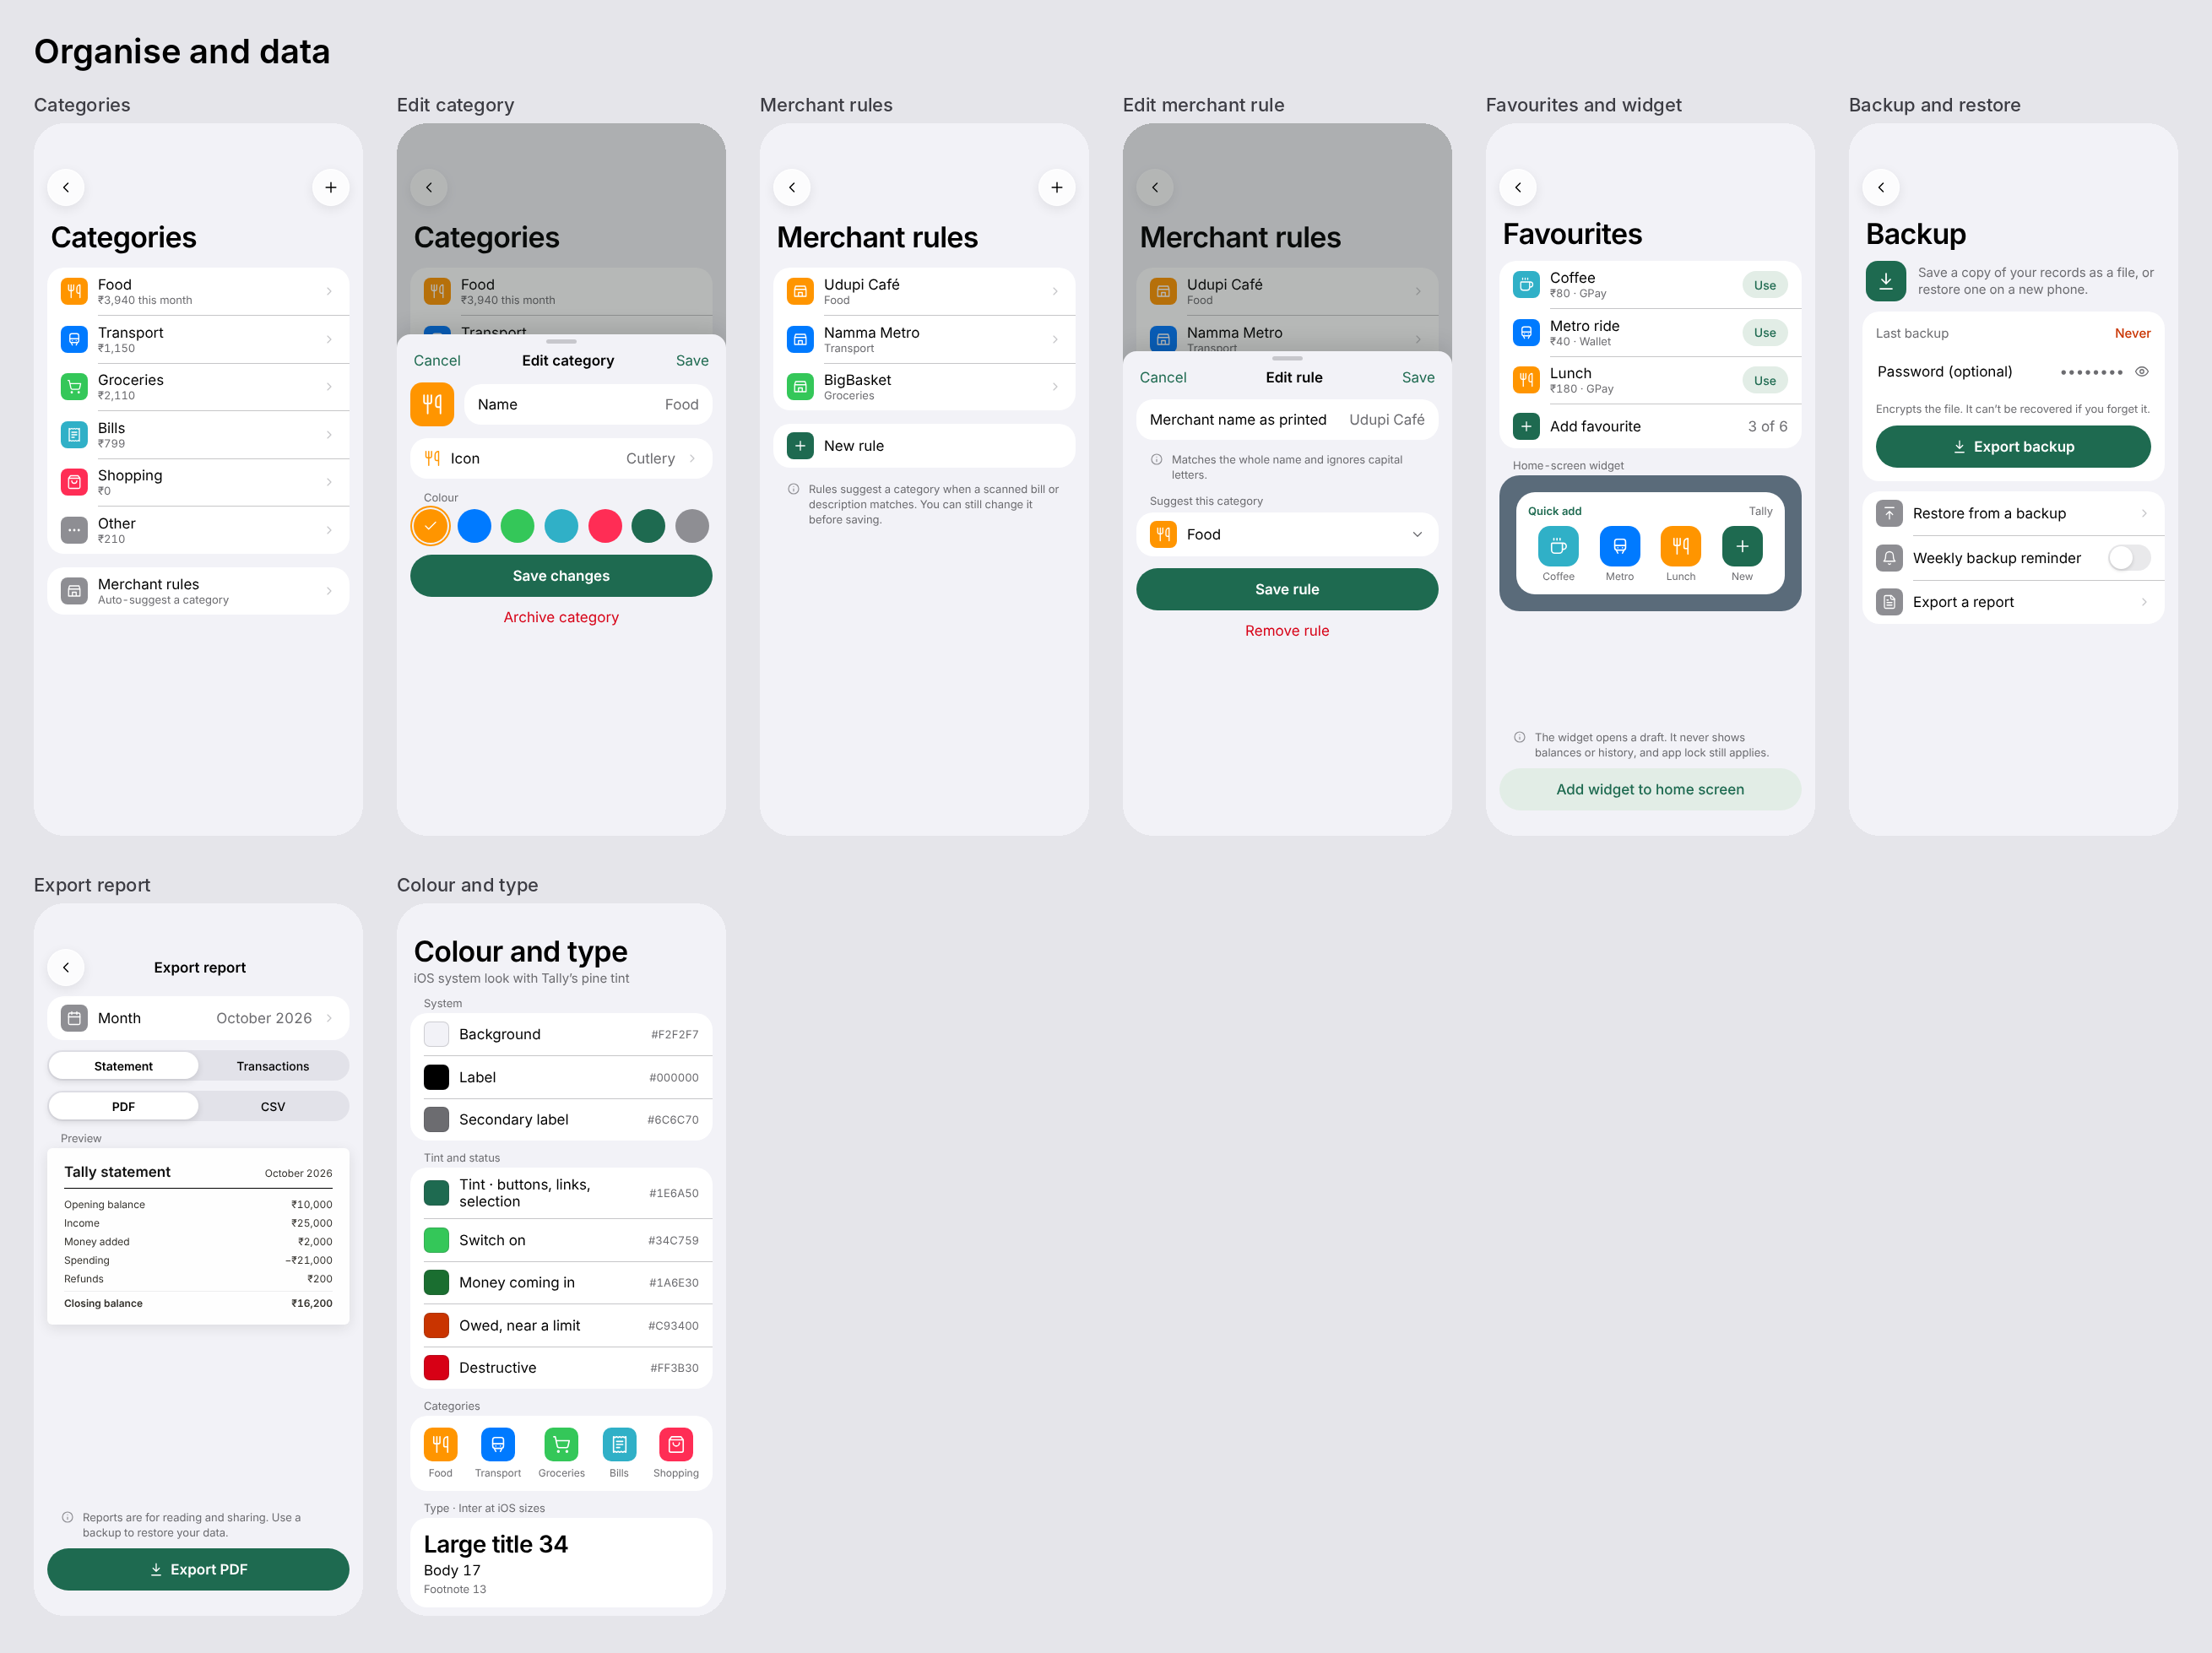 Organise and data
Categories
Categories
Food
₹3,940 this month
Transport
₹1,150
Groceries
₹2,110
Bills
₹799
Shopping
₹0
Other
₹210
Merchant rules
Auto-suggest a category
Edit category
Categories
Food
₹3,940 this month
Transport
Cancel
Edit category
Save
Name
Food
Icon
Cutlery
Colour
Save changes
Archive category
Merchant rules
Merchant rules
Udupi Café
Food
Namma Metro
Transport
BigBasket
Groceries
New rule
Rules suggest a category when a scanned bill or
description matches. You can still change it
before saving.
Edit merchant rule
Merchant rules
Udupi Café
Food
Namma Metro
Transport
Cancel
Edit rule
Save
Merchant name as printed
Udupi Café
Matches the whole name and ignores capital
letters.
Suggest this category
Food
Save rule
Remove rule
Favourites and widget
Favourites
Coffee
₹80 · GPay
Use
Metro ride
₹40 · Wallet
Use
Lunch
₹180 · GPay
Use
Add favourite
3 of 6
Home-screen widget
Quick add
Tally
Coffee
Metro
Lunch
New
The widget opens a draft. It never shows
balances or history, and app lock still applies.
Add widget to home screen
Backup and restore
Backup
Save a copy of your records as a file, or
restore one on a new phone.
Last backup
Never
Password (optional)
••••••••
Encrypts the file. It can't be recovered if you forget it.
Export backup
Restore from a backup
Weekly backup reminder
Export a report
Export report
Export report
Month
October 2026
Statement
Transactions
PDF
CSV
Preview
Tally statement
October 2026
Opening balance
₹10,000
Income
₹25,000
Money added
₹2,000
Spending
−₹21,000
Refunds
₹200
Closing balance
₹16,200
Reports are for reading and sharing. Use a
backup to restore your data.
Export PDF
Colour and type
Colour and type
iOS system look with Tally's pine tint
System
Background
#F2F2F7
Label
#000000
Secondary label
#6C6C70
Tint and status
Tint · buttons, links,
selection
#1E6A50
Switch on
#34C759
Money coming in
#1A6E30
Owed, near a limit
#C93400
Destructive
#FF3B30
Categories
Food
Transport
Groceries
Bills
Shopping
Type · Inter at iOS sizes
Large title 34
Body 17
Footnote 13